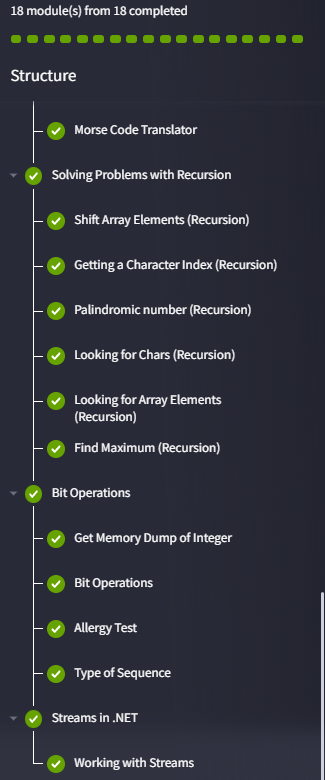 18 module(s) from 18 completed
Structure
Morse Code Translator
Solving Problems with Recursion
Shift Array Elements (Recursion)
Getting a Character Index (Recursion)
Palindromic number (Recursion)
Looking for Chars (Recursion)
Looking for Array Elements
(Recursion)
Find Maximum (Recursion)
Bit Operations
Get Memory Dump of Integer
Bit Operations
Allergy Test
Type of Sequence
Streams in .NET
Working with Streams